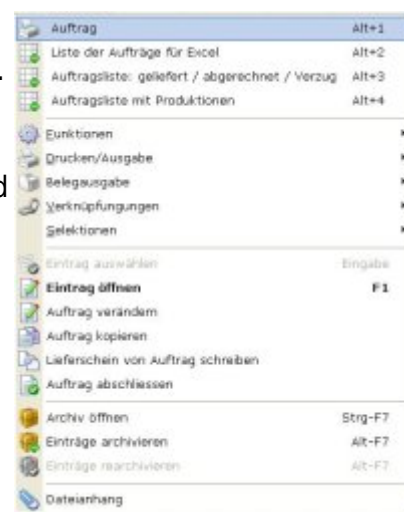 Auftrag Alt+1
Liste der Aufträge für Excel Alt+2
Auftragsliste: geliefert / abgerechnet / Verzug Alt+3
Auftragsliste mit Produktionen Alt+4
Funktionen
Drucken/Ausgabe
Belegausgabe
Verknüpfungungen
Selektionen
Eintrag auswählen Eingabe
Eintrag öffnen F1
Auftrag verändern
Auftrag kopieren
Lieferschein von Auftrag schreiben
Auftrag abschliessen
Archiv öffnen Strg-F7
Einträge archivieren Alt-F7
Einträge rearchivieren Alt-F7
Dateianhang